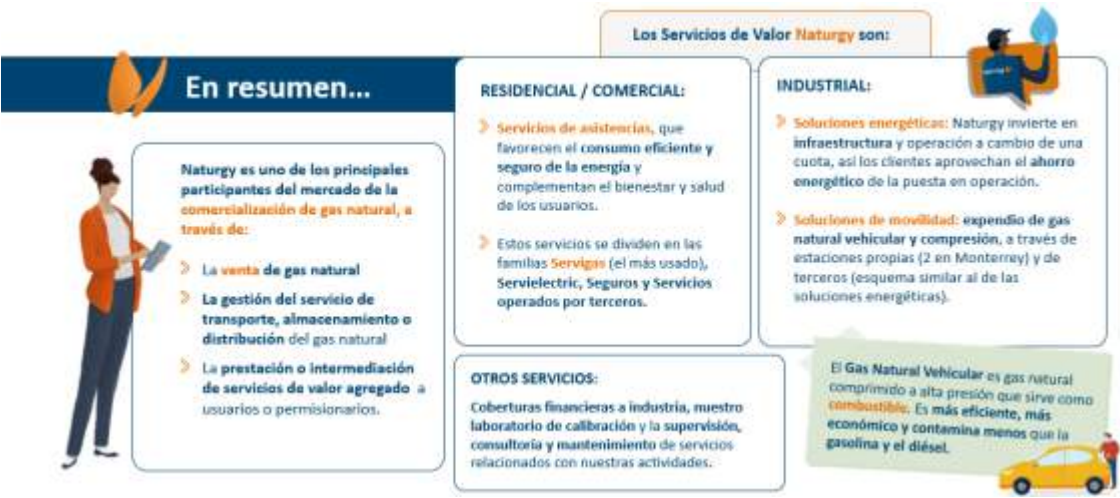 Los Servicios de Valor Naturgy son:
En resumen...
Naturgy es uno de los principales
participantes del mercado de la
comercialización de gas natural, a
través de:
La venta de gas natural
La gestión del servicio de
transporte, almacenamiento o
distribución del gas natural
La prestación o intermediación
de servicios de valor agregado a
usuarios o permisionarios.
RESIDENCIAL / COMERCIAL:
Servicios de asistencias, que
favorecen el consumo eficiente y
seguro de la energía y
complementan el bienestar y salud
de los usuarios.
Estos servicios se dividen en las
familias Servigas (el más usado),
Servielectric, Seguros y Servicios
operados por terceros.
INDUSTRIAL:
Soluciones energéticas: Naturgy invierte en
infraestructura y operación a cambio de una
cuota, así los clientes aprovechan el ahorro
energético de la puesta en operación.
Soluciones de movilidad: expendio de gas
natural vehicular y compresión, a través de
estaciones propias (2 en Monterrey) y de
terceros (esquema similar al de las
soluciones energéticas).
OTROS SERVICIOS:
Coberturas financieras a industria, nuestro
laboratorio de calibración y la supervisión,
consultoría y mantenimiento de servicios
relacionados con nuestras actividades.
El Gas Natural Vehicular es gas natural
comprimido a alta presión que sirve como
combustible. Es más eficiente, más
económico y contamina menos que la
gasolina y el diésel.